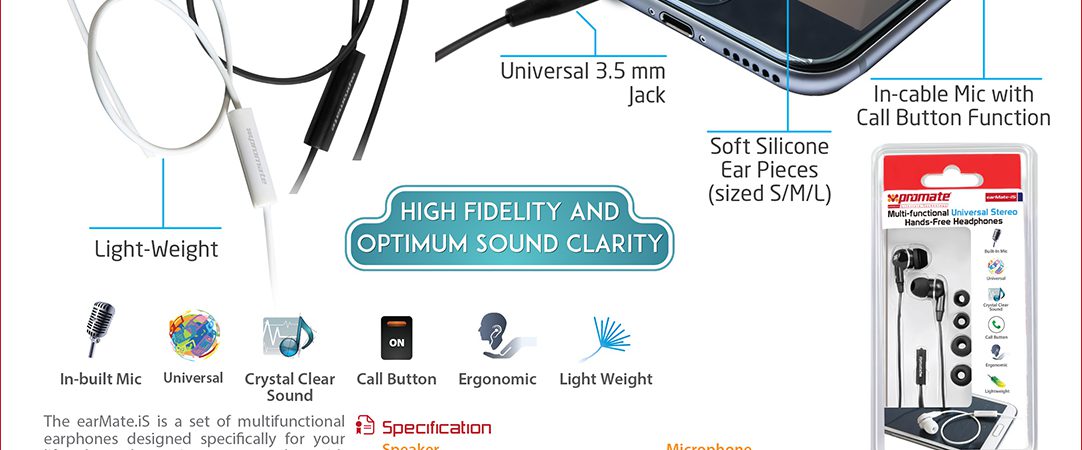 Universal 3.5 mm
Jack
In-cable Mic with
Call Button Function
Soft Silicone
Ear Pieces
(sized S/M/L)
Light-Weight
promate
promate
HIGH FIDELITY AND
OPTIMUM SOUND CLARITY
promate
earMate-iS
Multi-functional Universal Stereo
Hands-Free Headphones
Built-In Mic
Universal
Crystal Clear
Sound
Call Button
Ergonomic
Lightweight
ON
In-built Mic
Universal
Crystal Clear
Sound
Call Button
Ergonomic
Light Weight
The earMate.iS is a set of multifunctional
earphones designed specifically for your
Specification
Speaker
Microphone